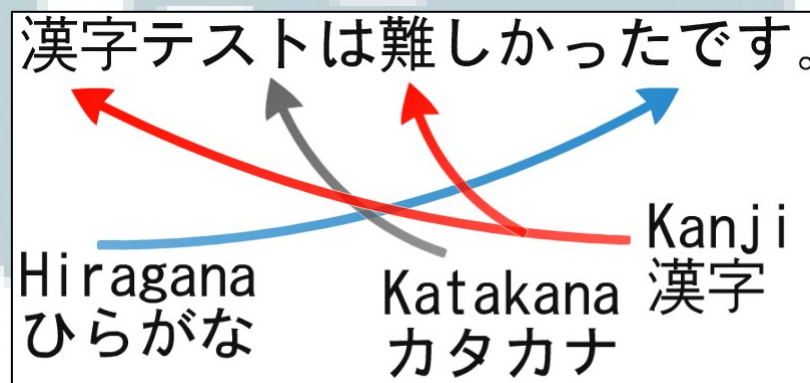 漢字テストは難しかったです。
Hiragana
ひらがな
Katakana
カタカナ
Kanji
漢字